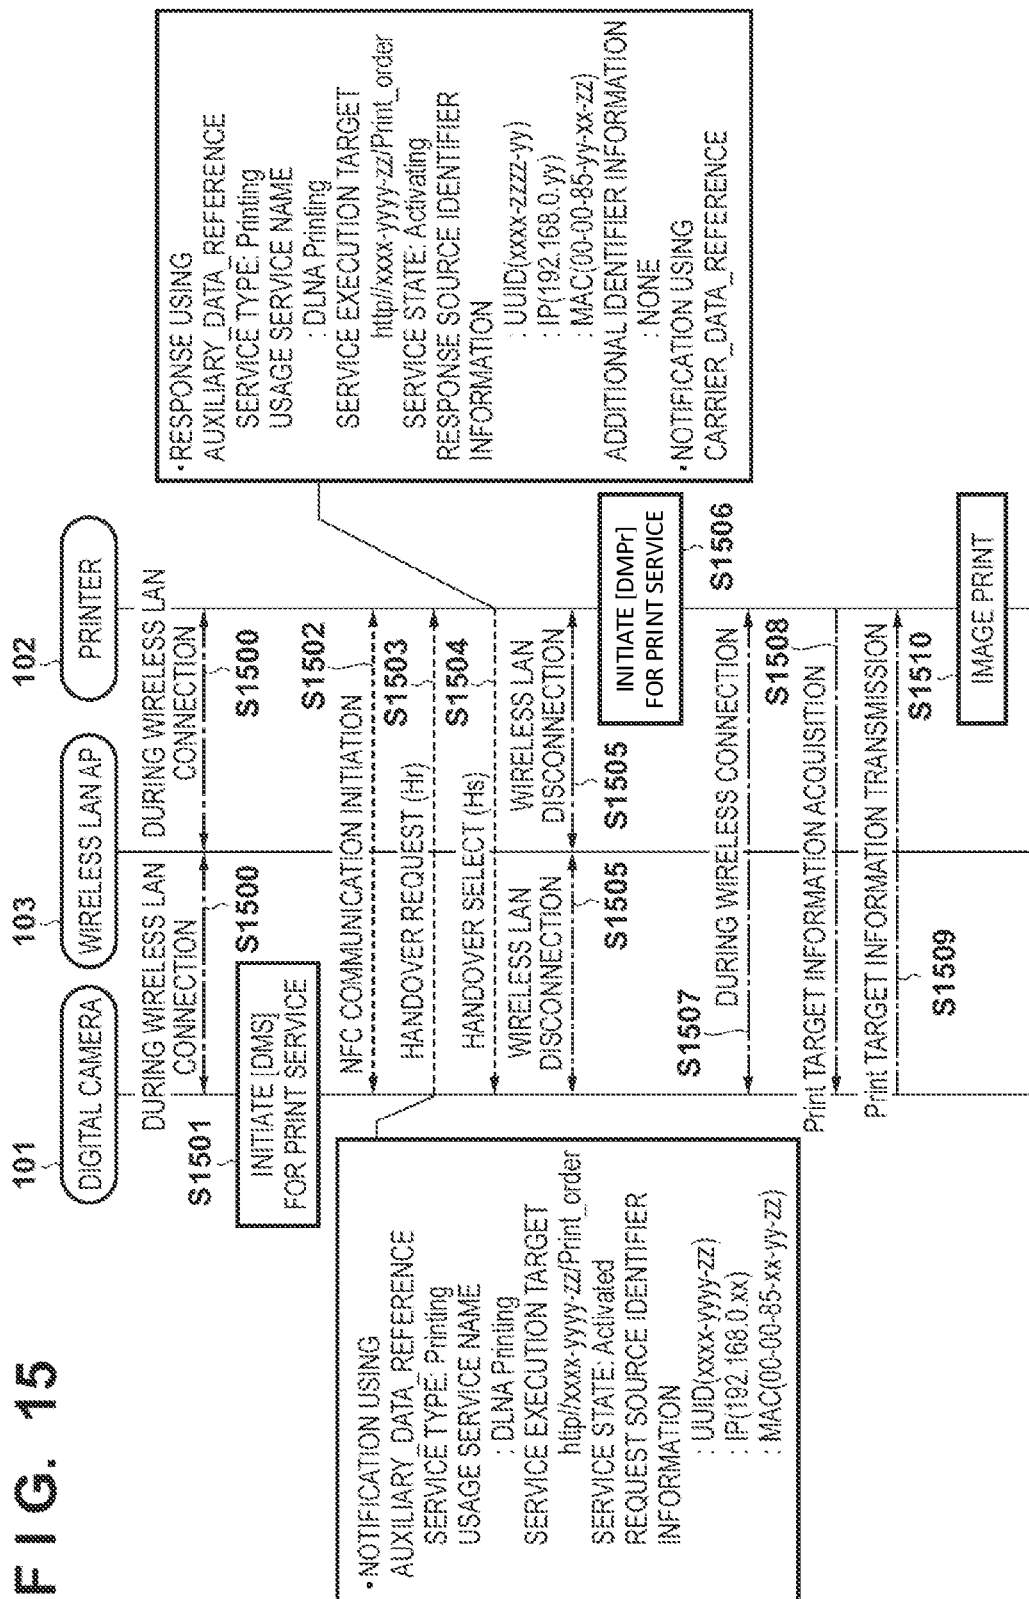 FIG. 15
101
103
102
DIGITAL CAMERA
WIRELESS LAN AP
PRINTER
DURING WIRELESS LAN
CONNECTION
DURING WIRELESS LAN
CONNECTION
S1500
S1500
S1501
INITIATE [DMS]
FOR PRINT SERVICE
NFC COMMUNICATION INITIATION
S1502
HANDOVER REQUEST (Hr)
S1503
HANDOVER SELECT (Hs)
S1504
WIRELESS LAN
DISCONNECTION
WIRELESS LAN
DISCONNECTION
S1505
S1505
INITIATE [DMPr]
FOR PRINT SERVICE
S1506
S1507
DURING WIRELESS CONNECTION
S1508
Print TARGET INFORMATION ACQUISITION
Print TARGET INFORMATION TRANSMISSION
S1509
S1510
IMAGE PRINT
・NOTIFICATION USING
AUXILIARY_DATA_REFERENCE
SERVICE TYPE: Printing
USAGE SERVICE NAME
: DLNA Printing
SERVICE EXECUTION TARGET
http//xxxx-yyyy-zz/Print_order
SERVICE STATE: Activated
REQUEST SOURCE IDENTIFIER
INFORMATION
: UUID(xxxx-yyyy-zz)
: IP(192.168.0.xx)
: MAC(00-00-85-xx-yy-zz)
・RESPONSE USING
AUXILIARY_DATA_REFERENCE
SERVICE TYPE: Printing
USAGE SERVICE NAME
: DLNA Printing
SERVICE EXECUTION TARGET
http//xxxx-yyyy-zz/Print_order
SERVICE STATE: Activating
RESPONSE SOURCE IDENTIFIER
INFORMATION
: UUID(xxxx-zzzz-yy)
: IP(192.168.0.yy)
: MAC(00-00-85-yy-xx-zz)
ADDITIONAL IDENTIFIER INFORMATION
: NONE
・NOTIFICATION USING
CARRIER_DATA_REFERENCE